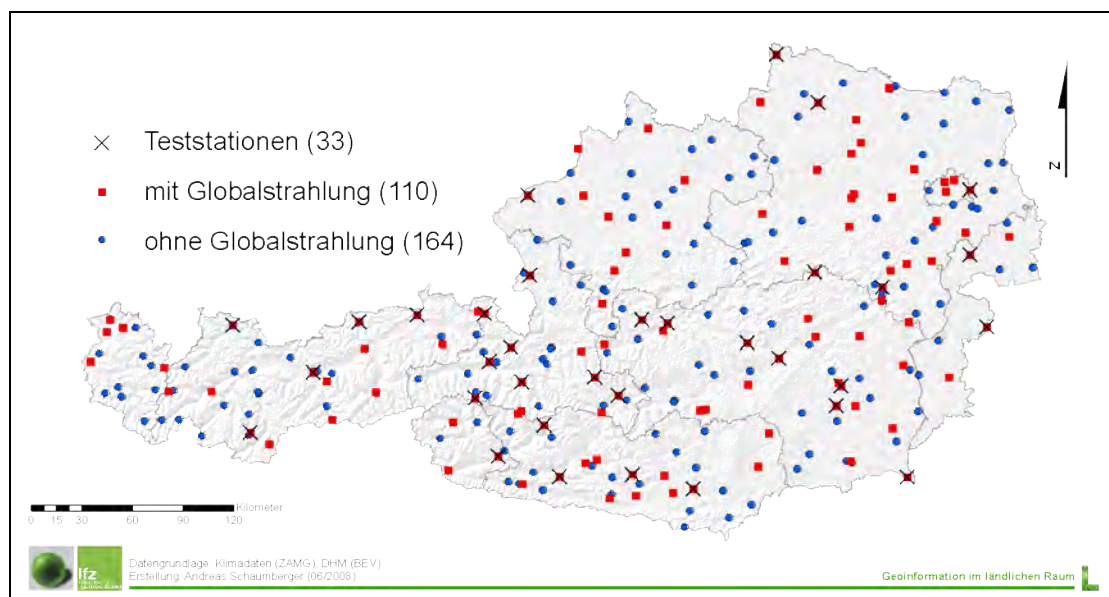 Teststationen (33)
mit Globalstrahlung (110)
ohne Globalstrahlung (164)
N
Kilometer
0 15 30 60 90 120
lfz
Datengrundlage: Klimadaten (ZAMG), DHM (BEV)
Erstellung: Andreas Schaumberger (06/2008)
Geoinformation im ländlichen Raum